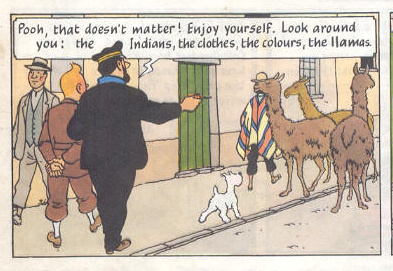 Pooh, that doesn't matter! Enjoy yourself. Look around
you: the Indians, the clothes, the colours, the llamas.